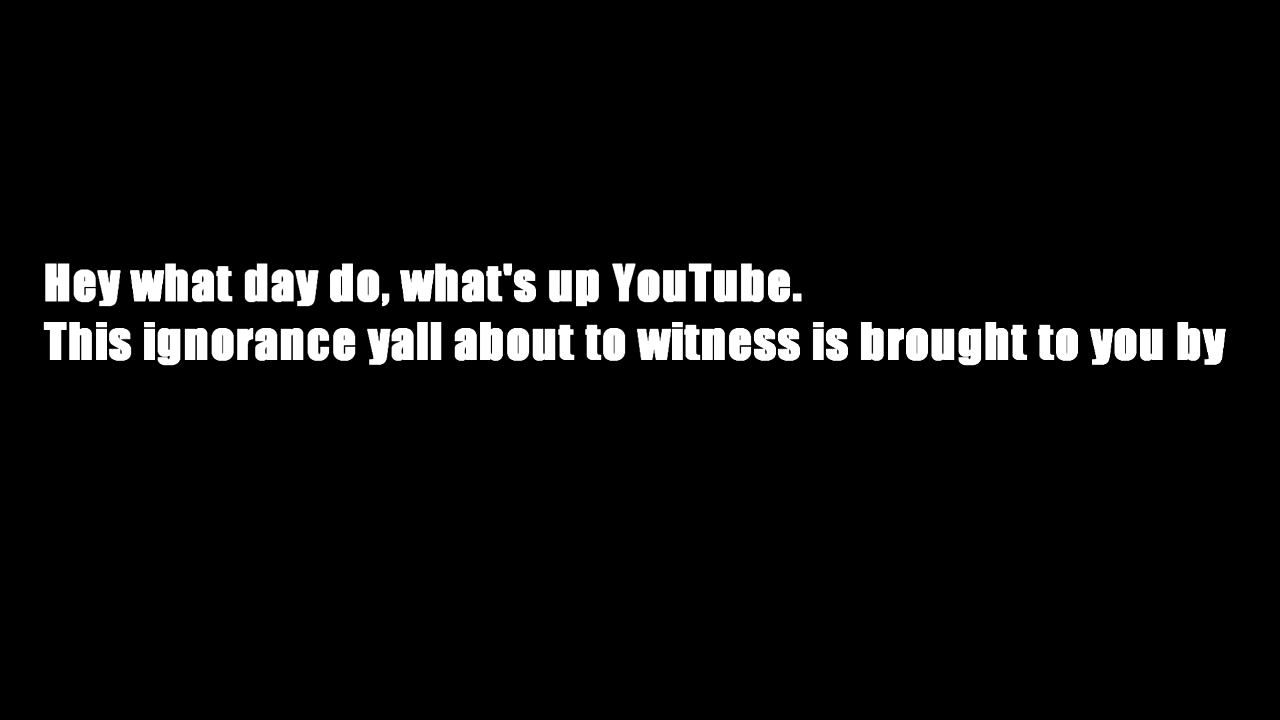 Hey what day do, what's up YouTube.
This ignorance yall about to witness is brought to you by